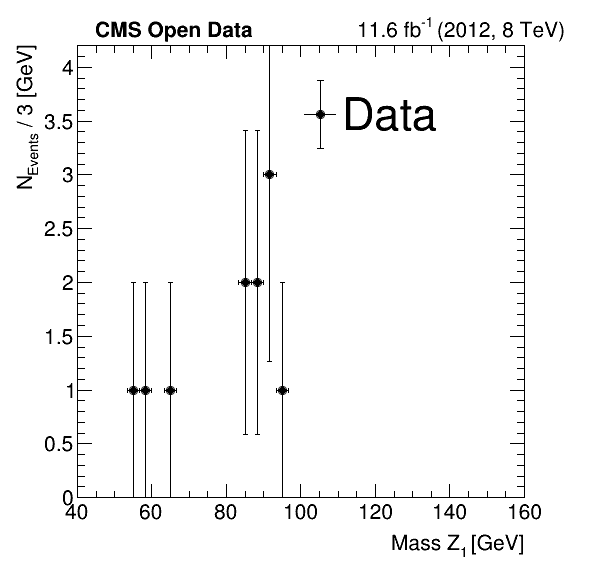 CMS Open Data 11.6 fb⁻¹ (2012, 8 TeV)
N_Events / 3 [GeV]
4
3.5
3
2.5
2
1.5
1
0.5
0
Data
40 60 80 100 120 140 160
Mass Z₁ [GeV]